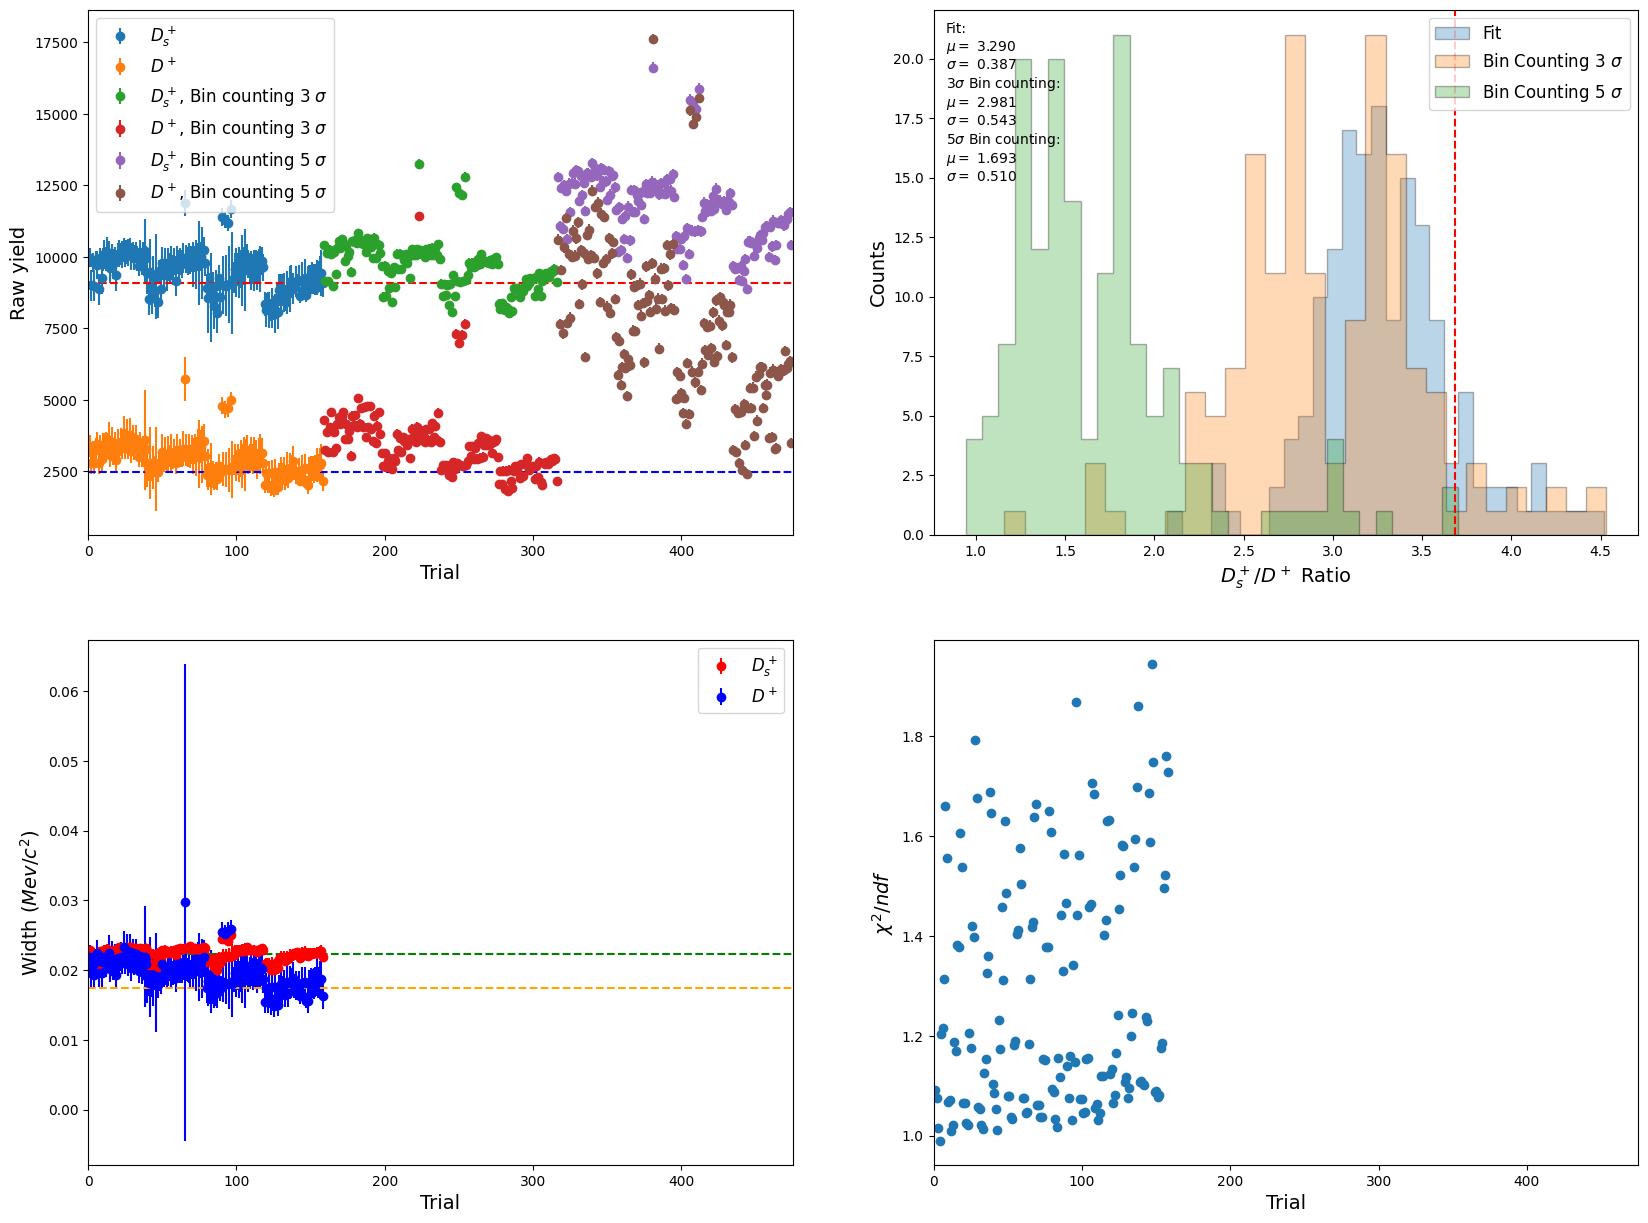 17500
15000
12500
10000
7500
5000
2500
Raw yield
0
100
200
300
400
Trial
D_s^+
D^+
D_s^+, Bin counting 3 σ
D^+, Bin counting 3 σ
D_s^+, Bin counting 5 σ
D^+, Bin counting 5 σ
20.0
17.5
15.0
12.5
10.0
7.5
5.0
2.5
0.0
Counts
Fit:
μ = 3.290
σ = 0.387
3σ Bin counting:
μ = 2.981
σ = 0.543
5σ Bin counting:
μ = 1.693
σ = 0.510
Fit
Bin Counting 3 σ
Bin Counting 5 σ
1.0
1.5
2.0
2.5
3.0
3.5
4.0
4.5
D_s^+/D^+ Ratio
0.06
0.05
0.04
0.03
0.02
0.01
0.00
Width (Mev/c^2)
D_s^+
D^+
0
100
200
300
400
Trial
1.8
1.6
1.4
1.2
1.0
χ^2/ndf
0
100
200
300
400
Trial